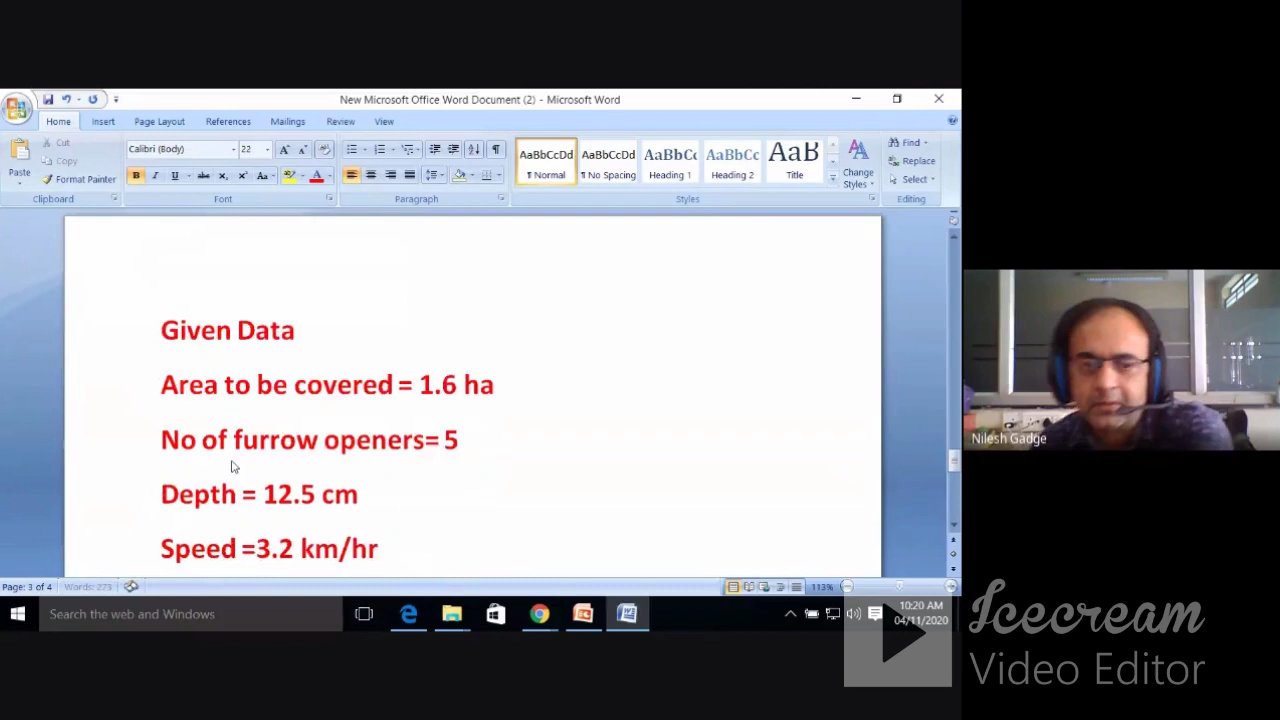 New Microsoft Office Word Document (2) - Microsoft Word
Home Insert Page Layout References Mailings Review View
Cut
Copy
Format Painter
Paste
Clipboard
Calibri (Body) 22
Font
Paragraph
AaBbCcDd AaBbCcDd AaBbCc AaBbCc AaB
¶ Normal ¶ No Spacing Heading 1 Heading 2 Title
Change Styles
Styles
Find
Replace
Select
Editing
Given Data
Area to be covered = 1.6 ha
No of furrow openers= 5
Depth = 12.5 cm
Speed =3.2 km/hr
Nilesh Gadge
Page: 3 of 4 Words: 273 113%
Search the web and Windows
10:20 AM
04/11/2020
Icecream
Video Editor